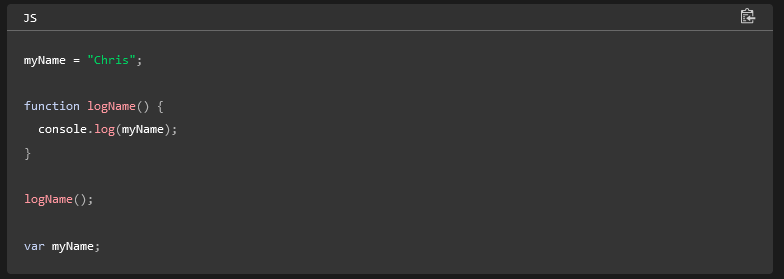 JS
myName = "Chris";
function logName() {
  console.log(myName);
}
logName();
var myName;